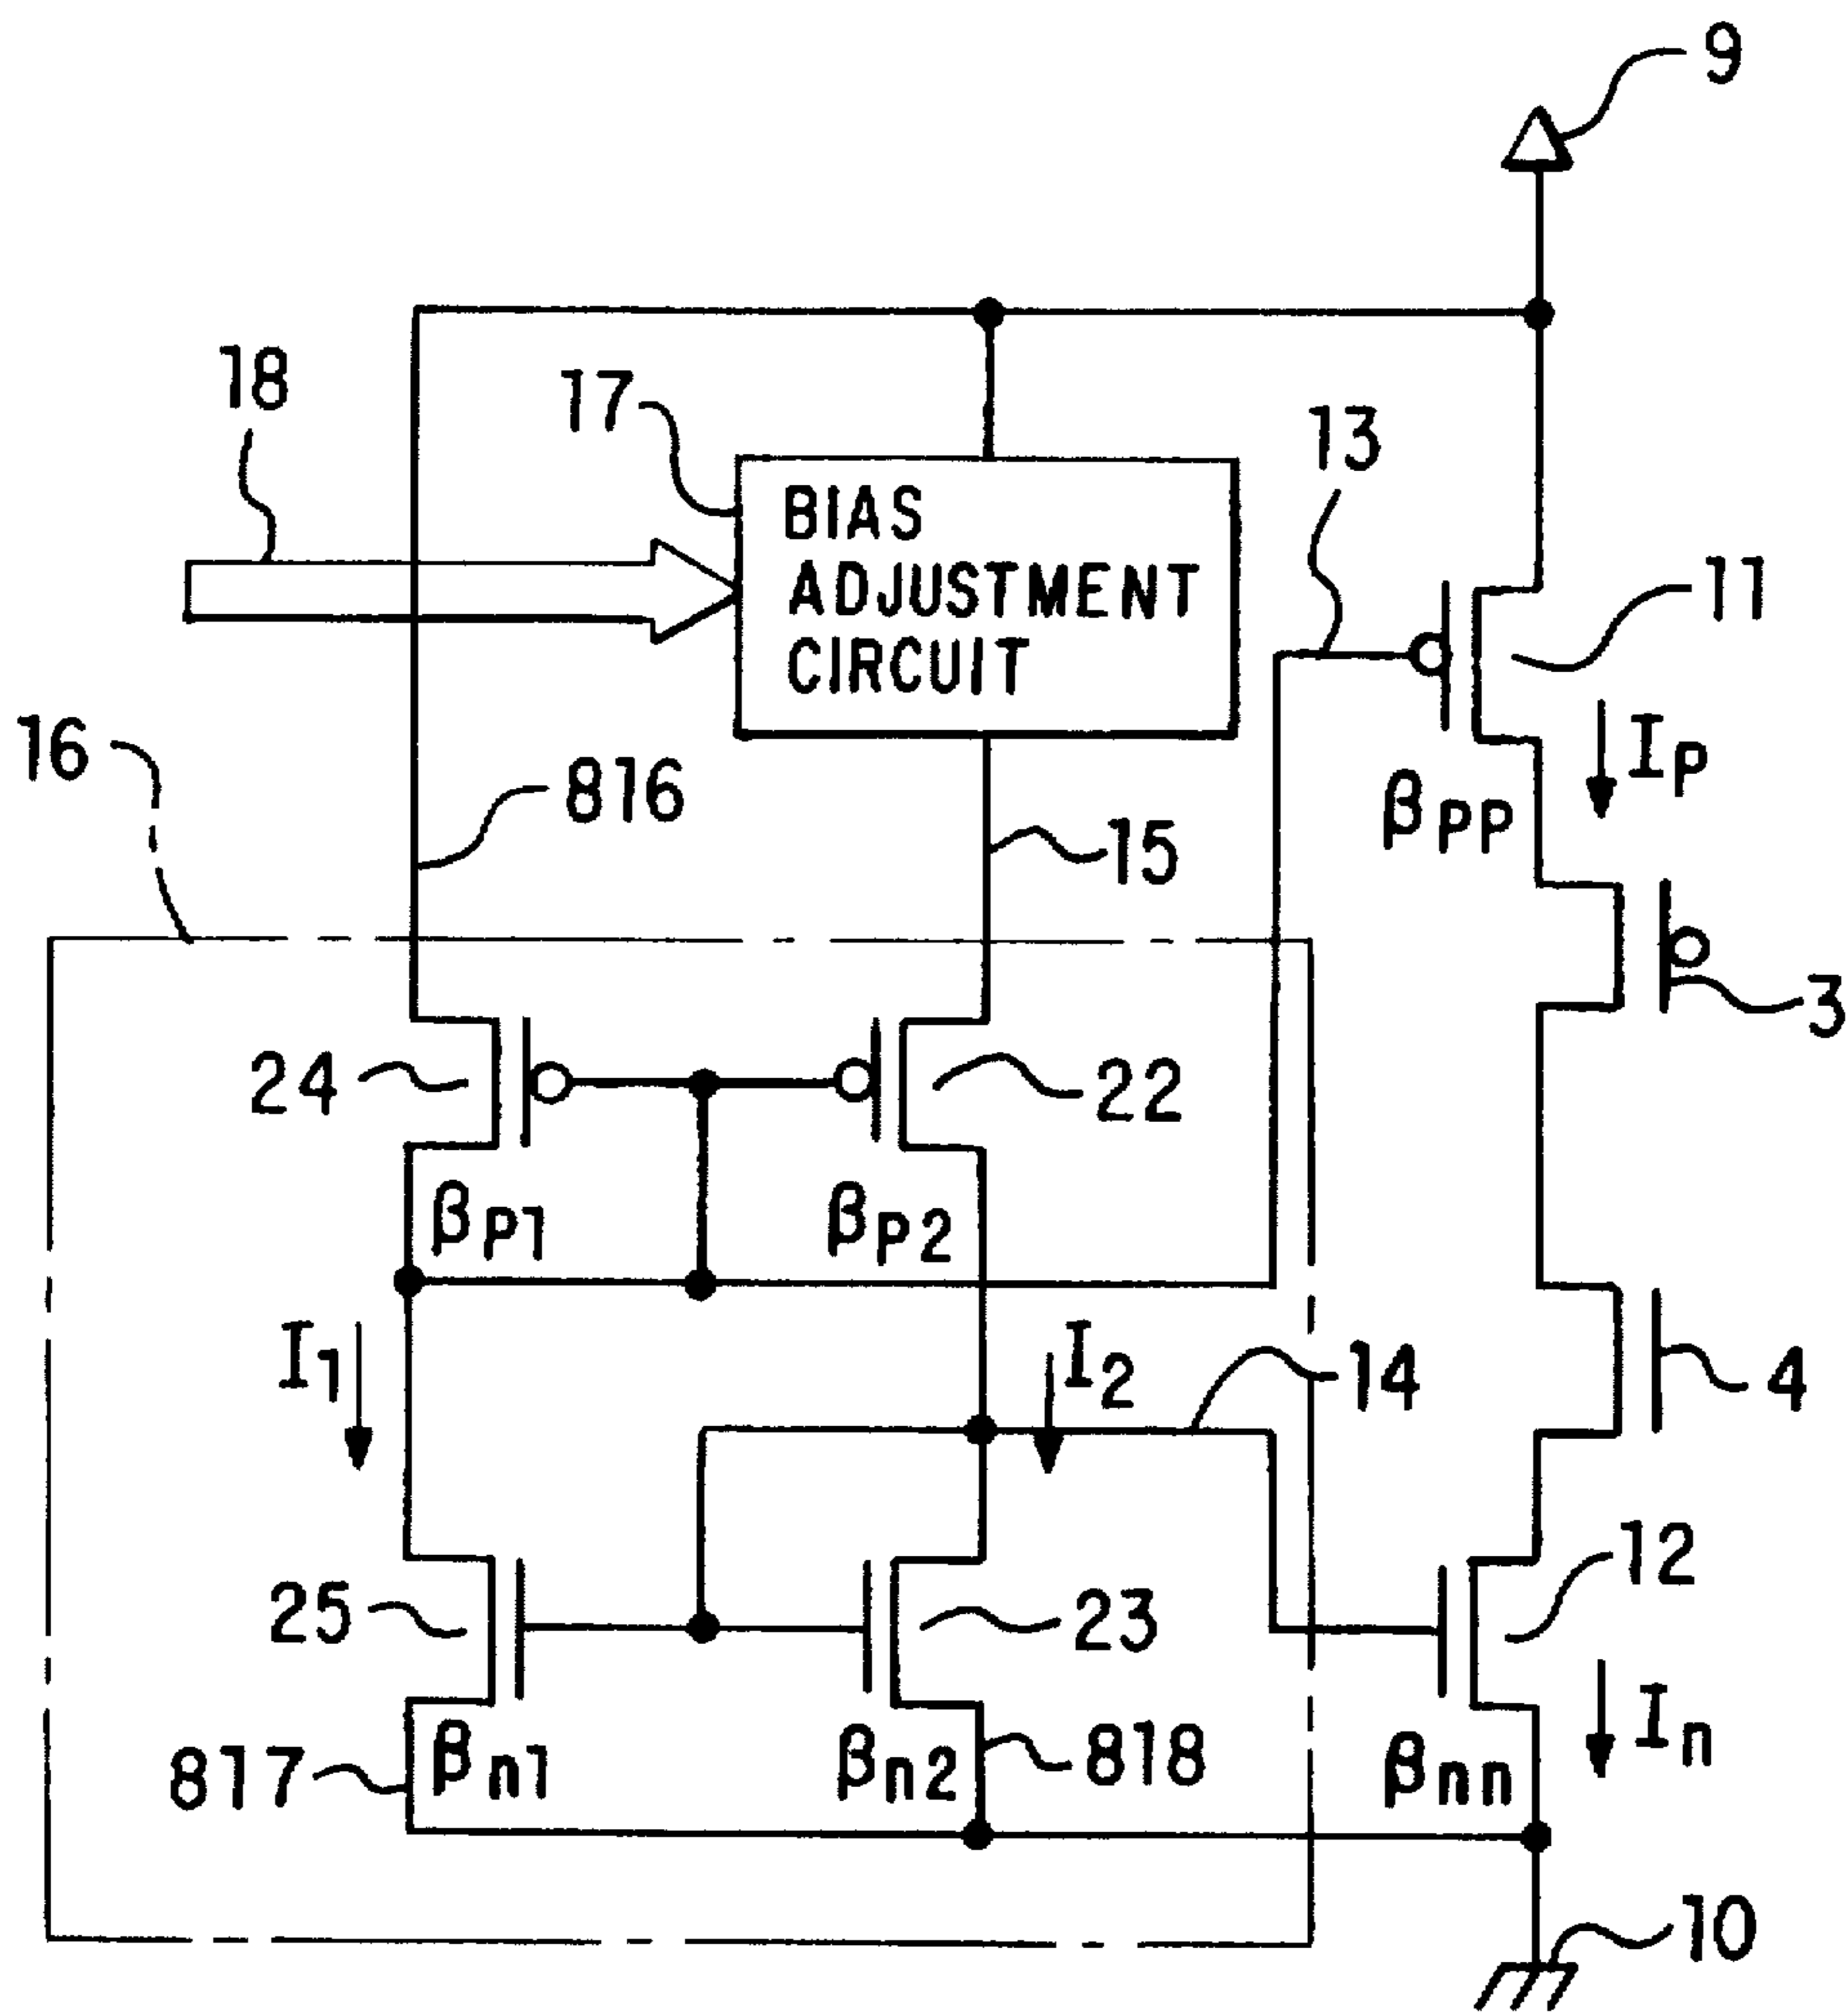 9
18
17
13
BIAS
ADJUSTMENT
CIRCUIT
11
16
816
15
Ip
βpp
3
24
22
βp1
βp2
I1
I2
14
4
25
23
12
817
βn1
βn2
818
βnn
In
10